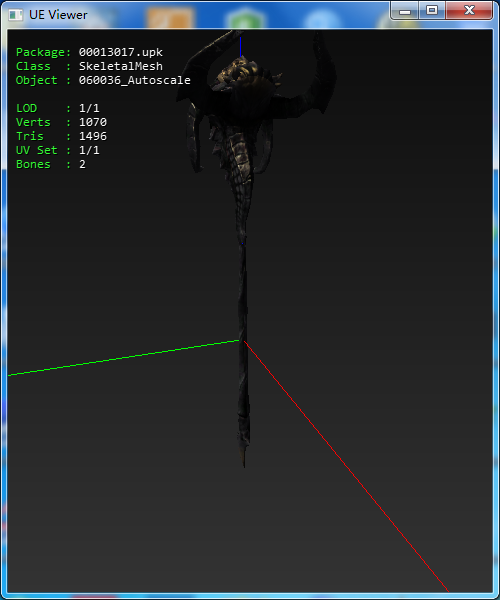 UE Viewer
Package: 00013017.upk
Class : SkeletalMesh
Object : 060036_Autoscale
LOD : 1/1
Verts : 1070
Tris : 1496
UV Set : 1/1
Bones : 2